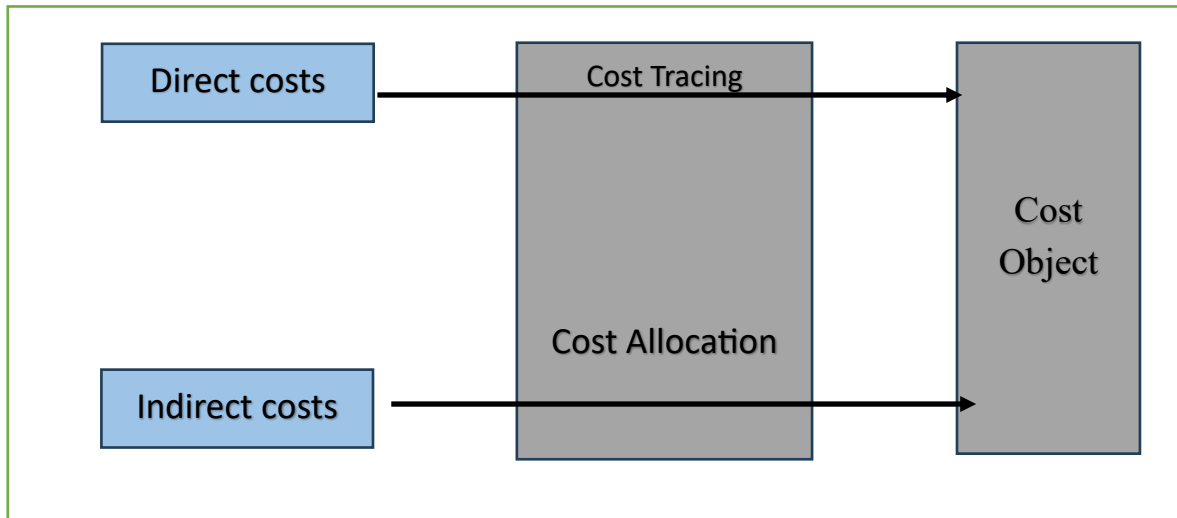 Direct costs
Cost Tracing
Cost
Object
Cost Allocation
Indirect costs